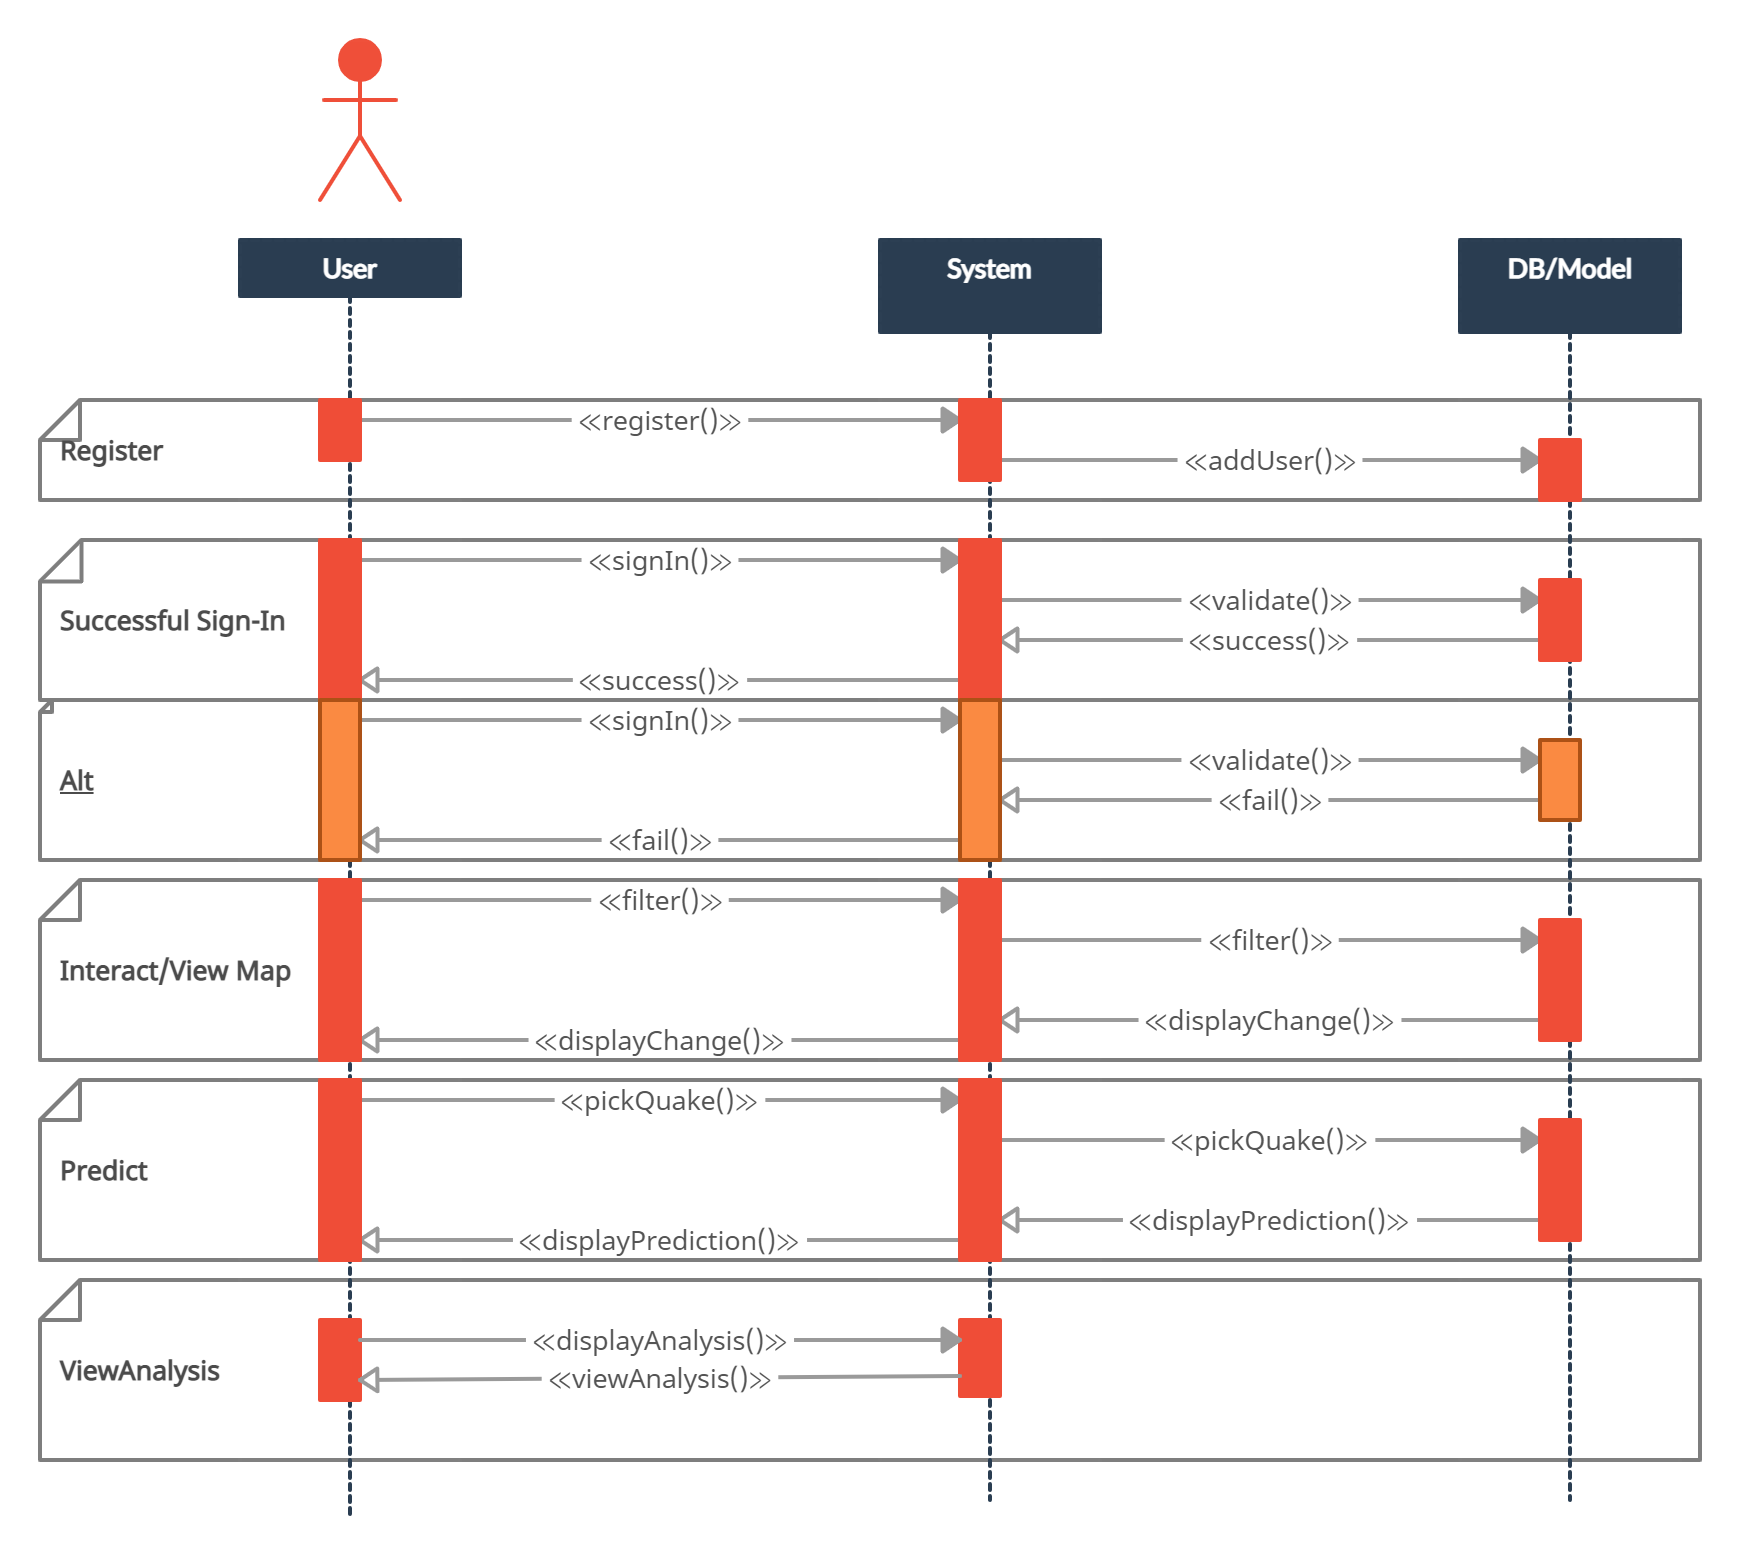 User
System
DB/Model
≪register()≫
Register
≪addUser()≫
≪signIn()≫
≪validate()≫
Successful Sign-In
≪success()≫
≪success()≫
≪signIn()≫
≪validate()≫
Alt
≪fail()≫
≪fail()≫
≪filter()≫
≪filter()≫
Interact/View Map
≪displayChange()≫
≪displayChange()≫
≪pickQuake()≫
≪pickQuake()≫
Predict
≪displayPrediction()≫
≪displayPrediction()≫
≪displayAnalysis()≫
ViewAnalysis
≪viewAnalysis()≫